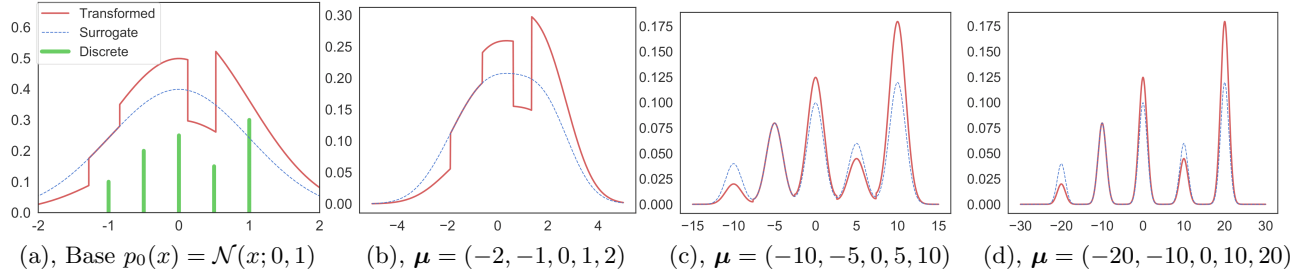 Transformed
Surrogate
Discrete
0.6
0.5
0.4
0.3
0.2
0.1
0.0
−2 −1 0 1 2
(a), Base p₀(x) = 𝒩(x; 0, 1)
0.30
0.25
0.20
0.15
0.10
0.05
0.00
−4 −2 0 2 4
(b), μ = (−2, −1, 0, 1, 2)
0.175
0.150
0.125
0.100
0.075
0.050
0.025
0.000
−15 −10 −5 0 5 10 15
(c), μ = (−10, −5, 0, 5, 10)
0.175
0.150
0.125
0.100
0.075
0.050
0.025
0.000
−30 −20 −10 0 10 20 30
(d), μ = (−20, −10, 0, 10, 20)